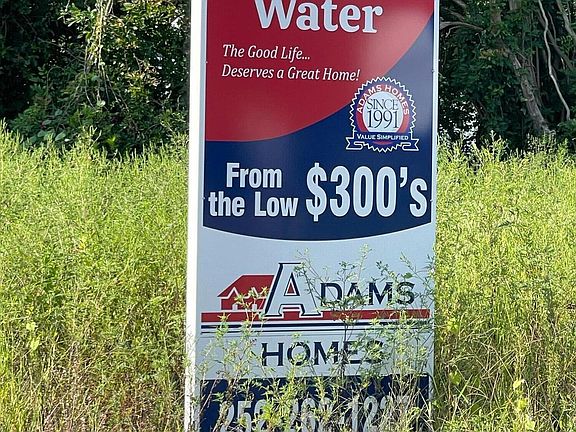 Water
The Good Life...
Deserves a Great Home!
ADAMS HOMES
SINCE
1991
VALUE SIMPLIFIED
From
the Low $300's
ADAMS
HOMES